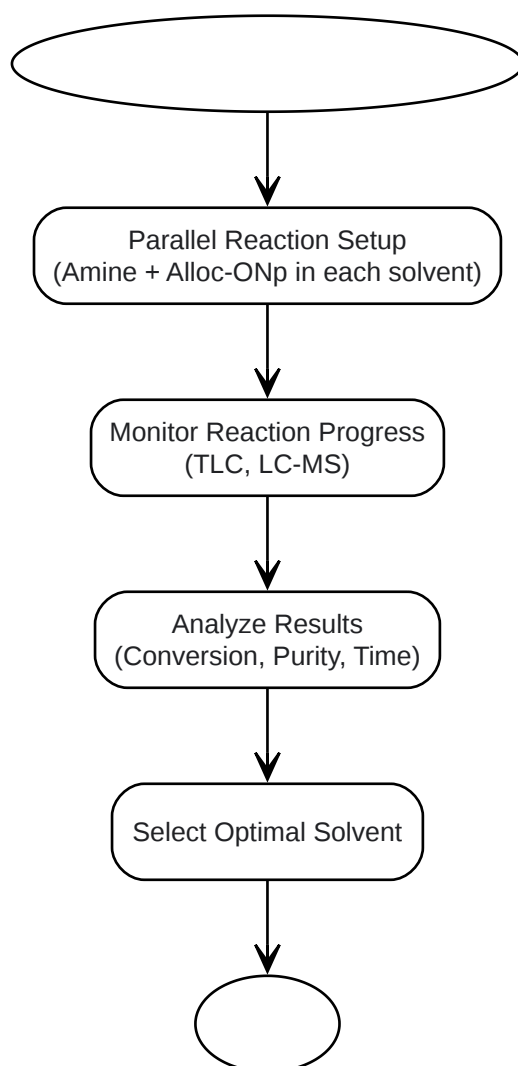 Parallel Reaction Setup
(Amine + Alloc-ONp in each solvent)
Monitor Reaction Progress
(TLC, LC-MS)
Analyze Results
(Conversion, Purity, Time)
Select Optimal Solvent